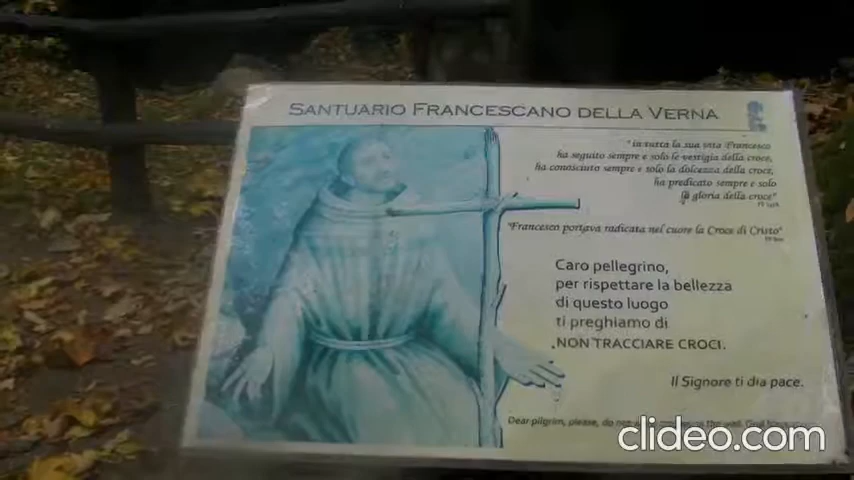 SANTUARIO FRANCESCANO DELLA VERNA
"in tutta la sua vita Francesco
ha seguito sempre e solo le vestigia della croce,
ha conosciuto sempre e solo la dolcezza della croce,
ha predicato sempre e solo
la gloria della croce"
"Francesco portava radicata nel cuore la Croce di Cristo"
Caro pellegrino,
per rispettare la bellezza
di questo luogo
ti preghiamo di
NON TRACCIARE CROCI.
Il Signore ti dia pace.
Dear pilgrim, please, do not
clideo.com